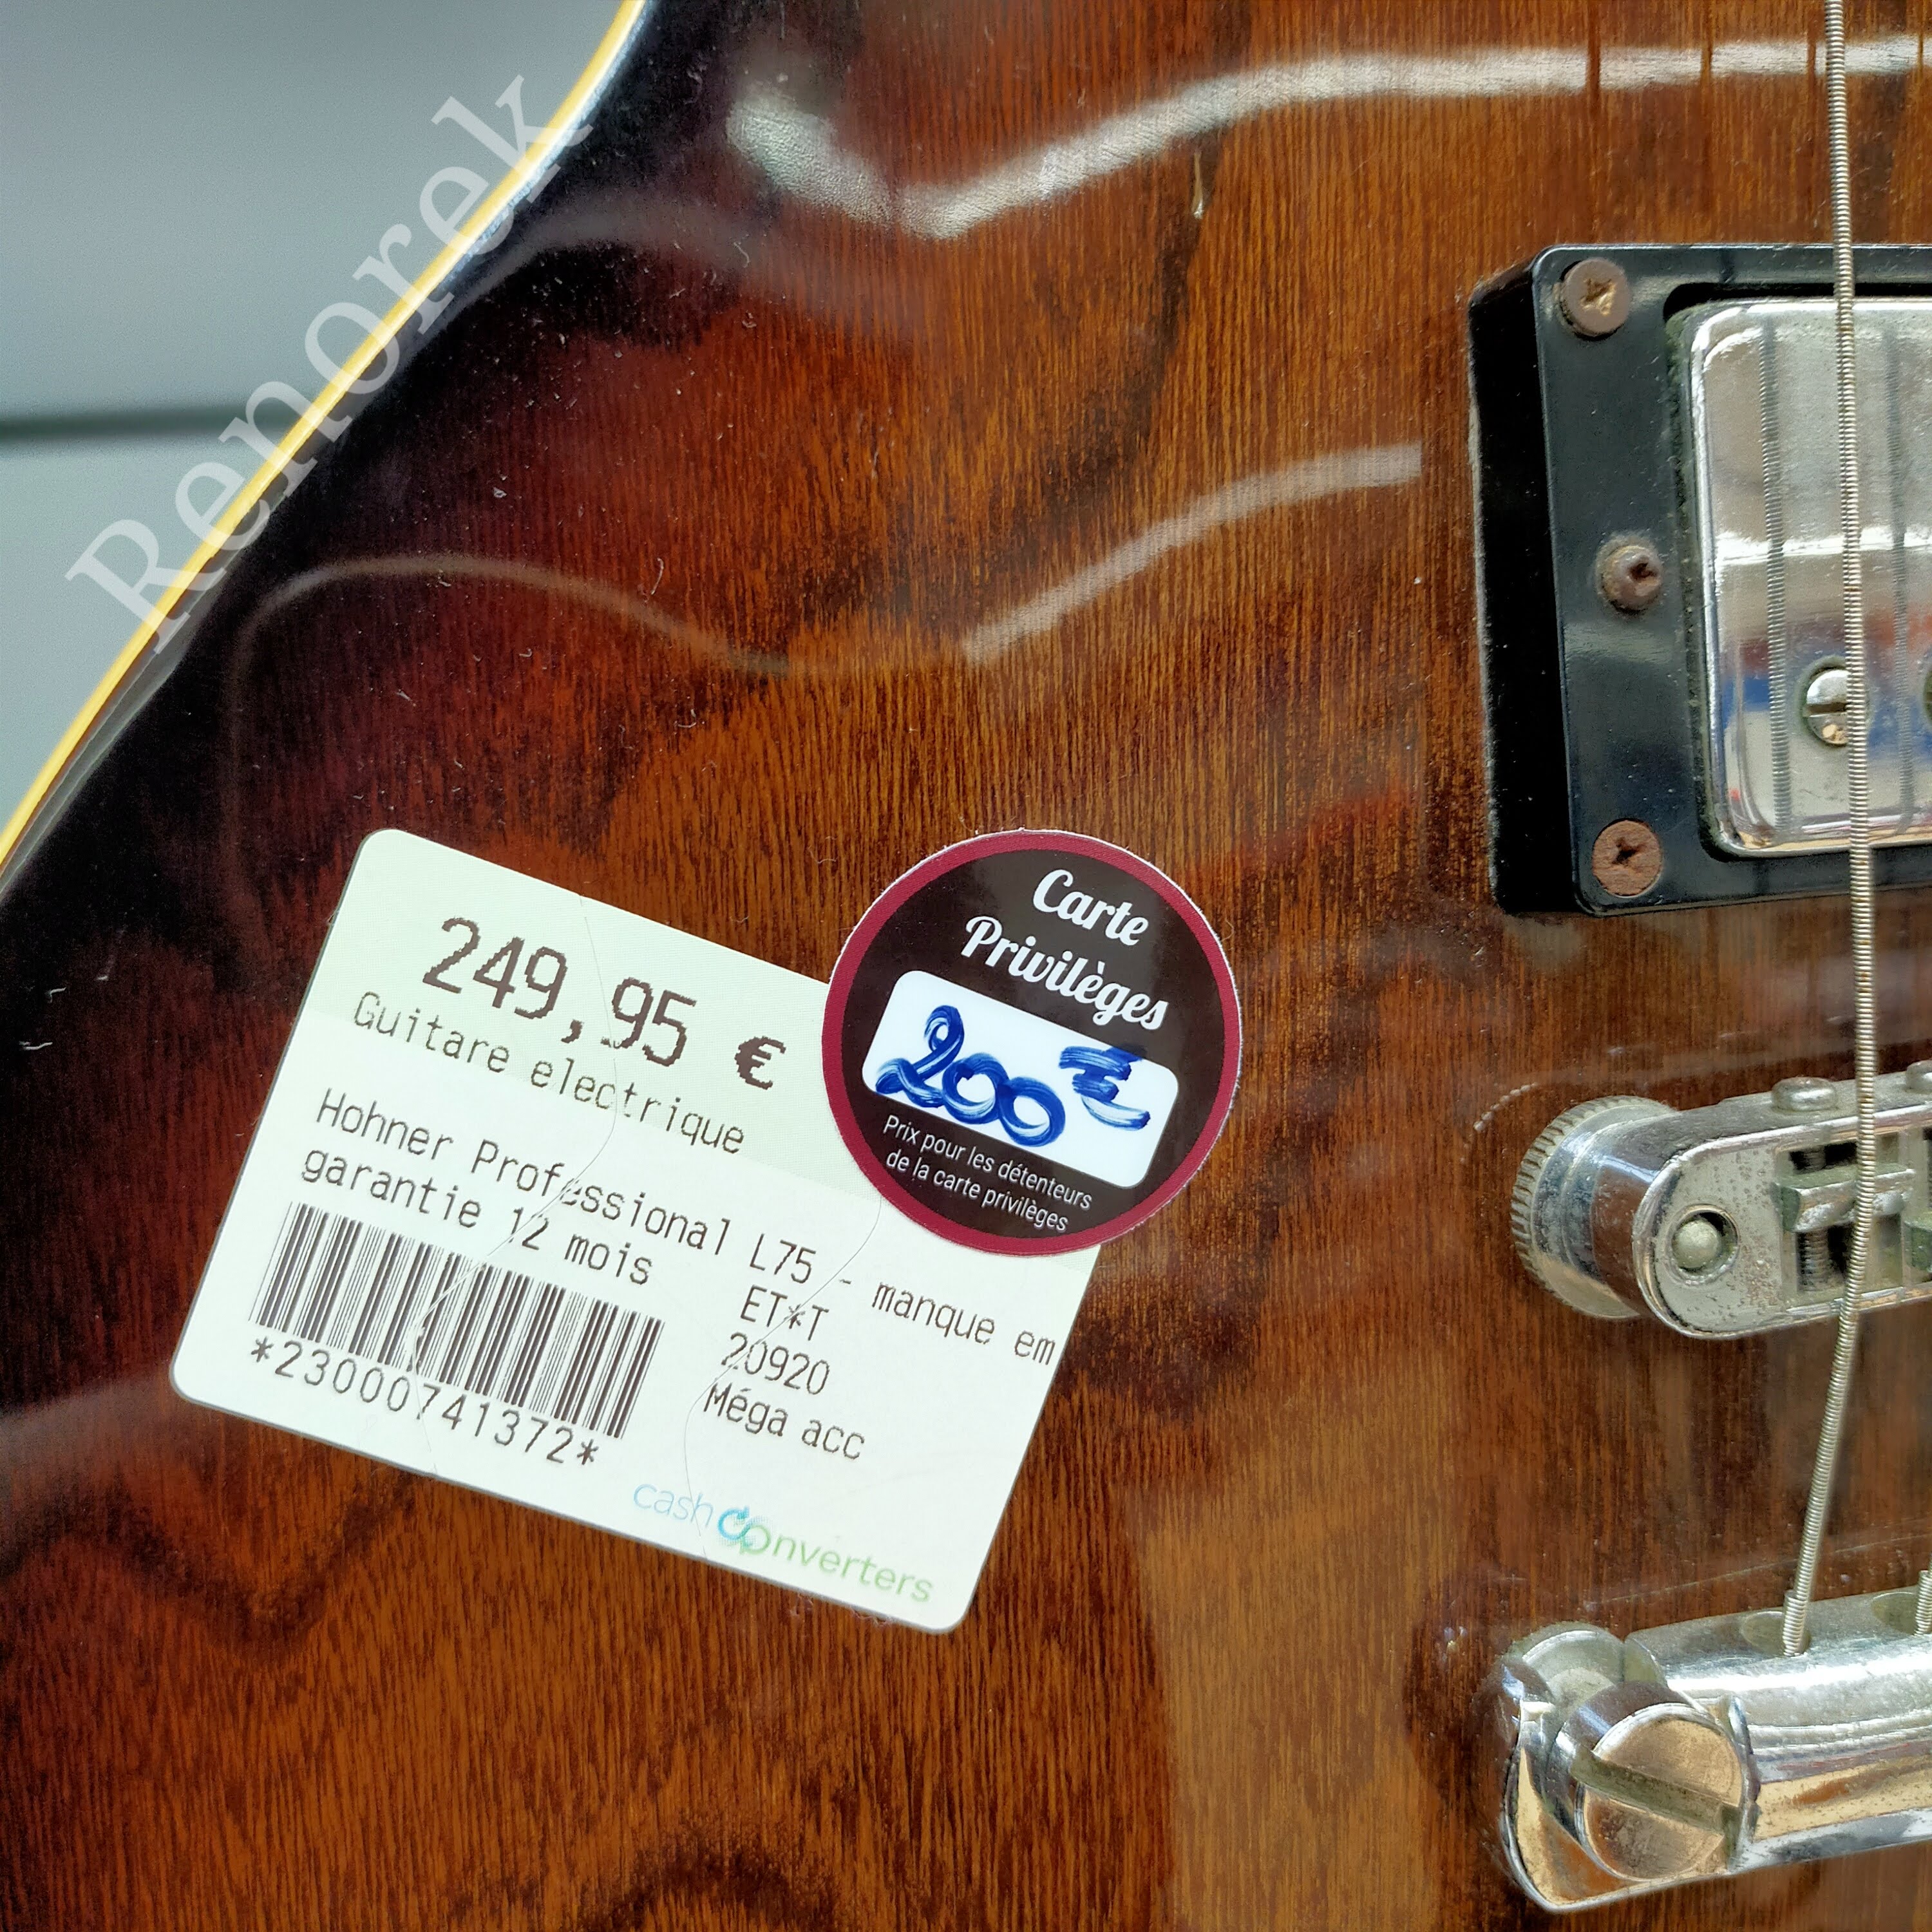 Renorek
249,95 €
Guitare electrique
Hohner Professional L75 - manque em
garantie 12 mois
ET*T
20920
Méga acc
*23000741372*
cash converters
Carte
Privilèges
200€
Prix pour les détenteurs
de la carte privilèges